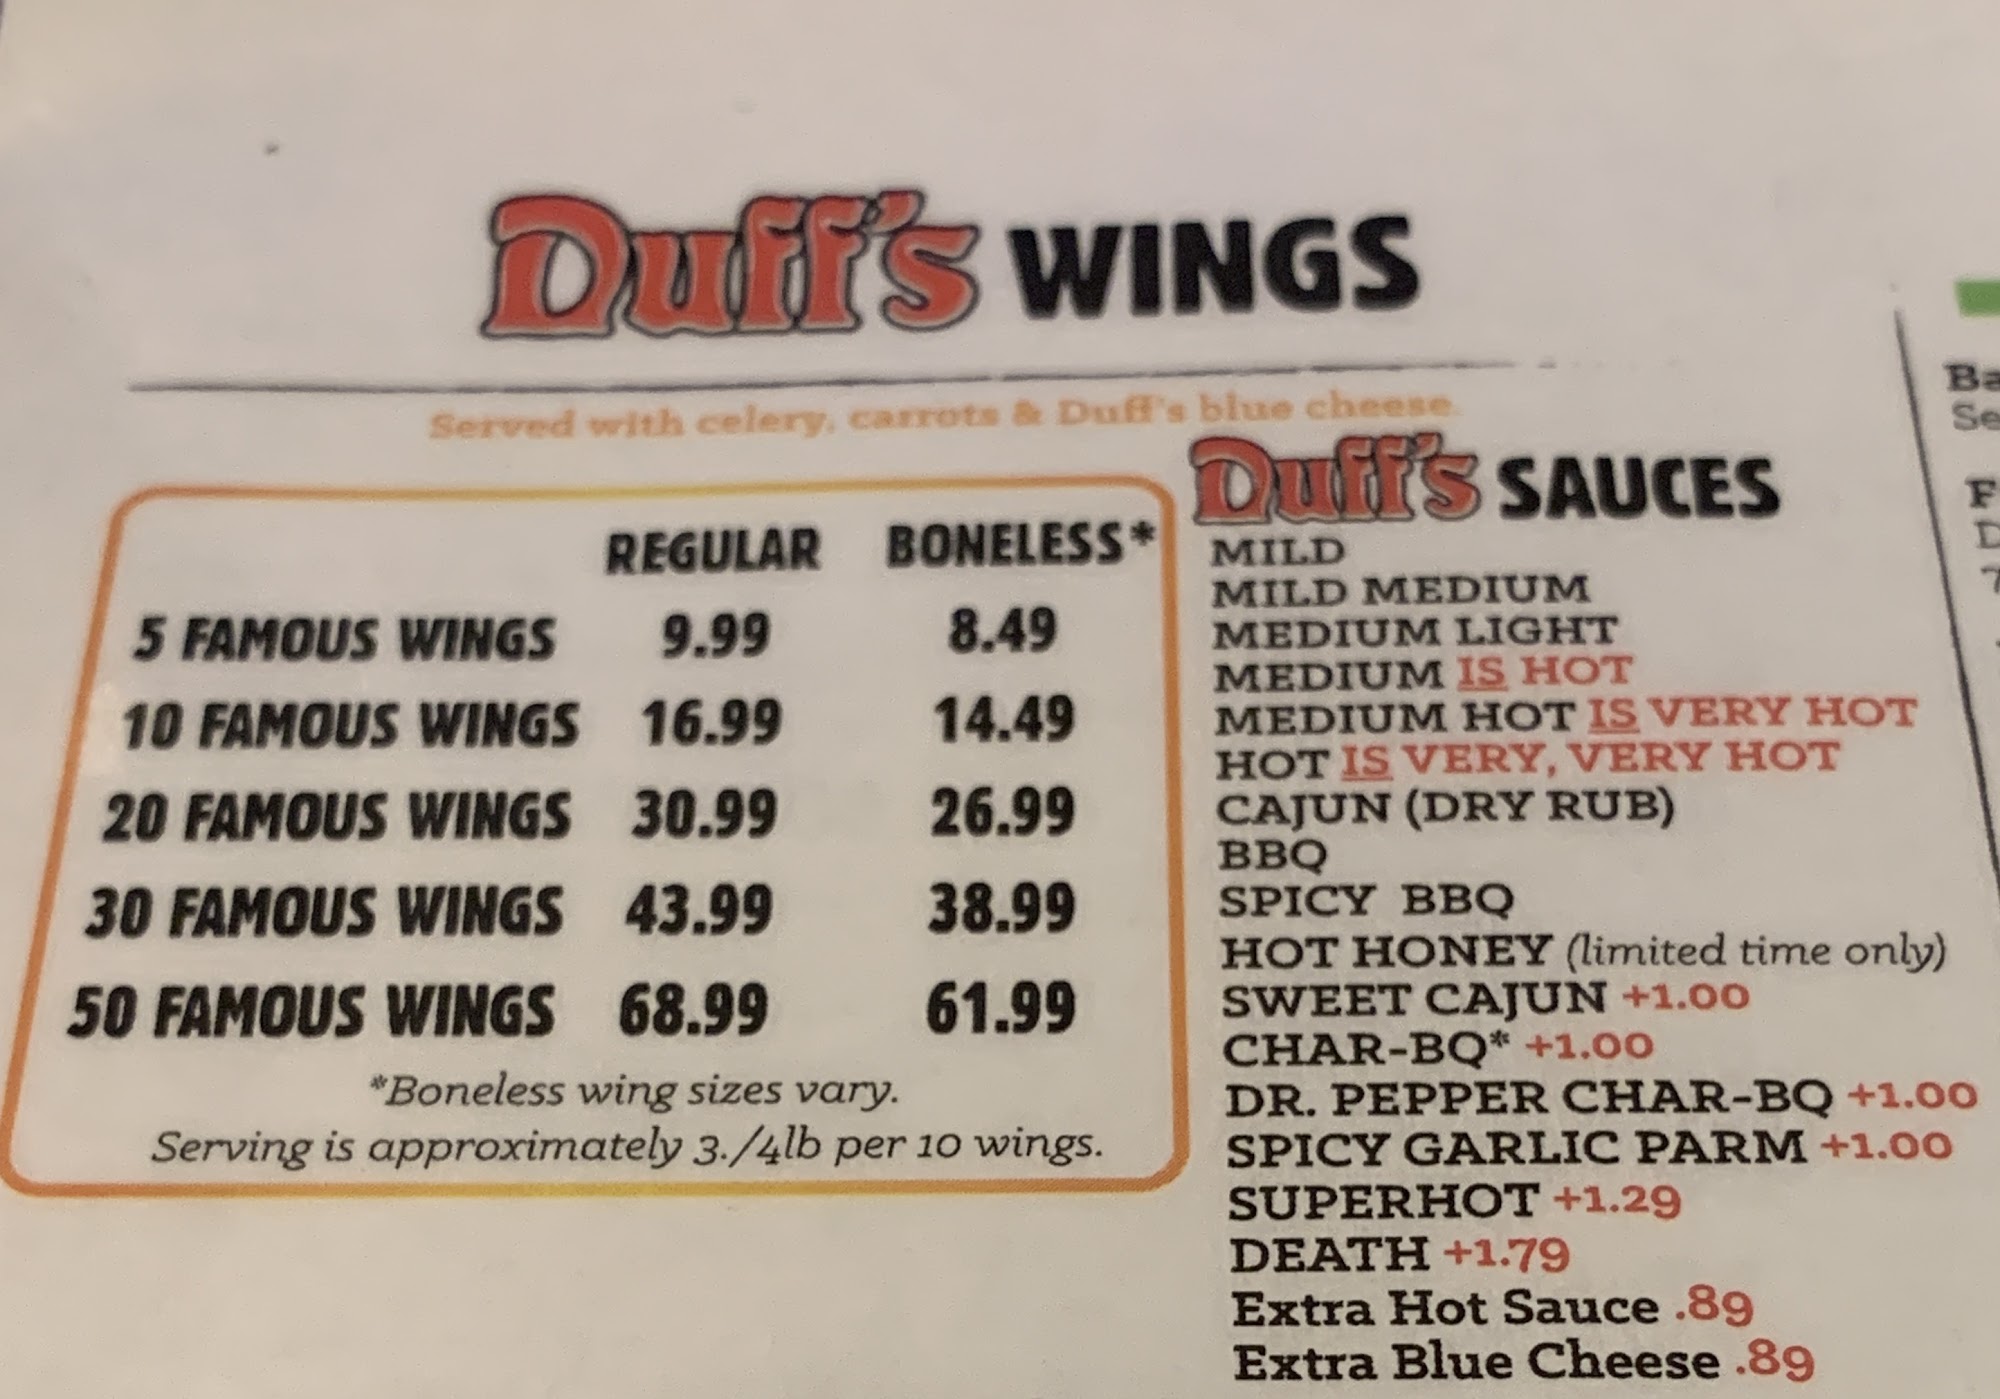 Duff's WINGS
Served with celery, carrots & Duff's blue cheese.
REGULAR BONELESS*
5 FAMOUS WINGS 9.99 8.49
10 FAMOUS WINGS 16.99 14.49
20 FAMOUS WINGS 30.99 26.99
30 FAMOUS WINGS 43.99 38.99
50 FAMOUS WINGS 68.99 61.99
*Boneless wing sizes vary.
Serving is approximately 3./4lb per 10 wings.
Duff's SAUCES
MILD
MILD MEDIUM
MEDIUM LIGHT
MEDIUM IS HOT
MEDIUM HOT IS VERY HOT
HOT IS VERY, VERY HOT
CAJUN (DRY RUB)
BBQ
SPICY BBQ
HOT HONEY (limited time only)
SWEET CAJUN +1.00
CHAR-BQ* +1.00
DR. PEPPER CHAR-BQ +1.00
SPICY GARLIC PARM +1.00
SUPERHOT +1.29
DEATH +1.79
Extra Hot Sauce .89
Extra Blue Cheese .89